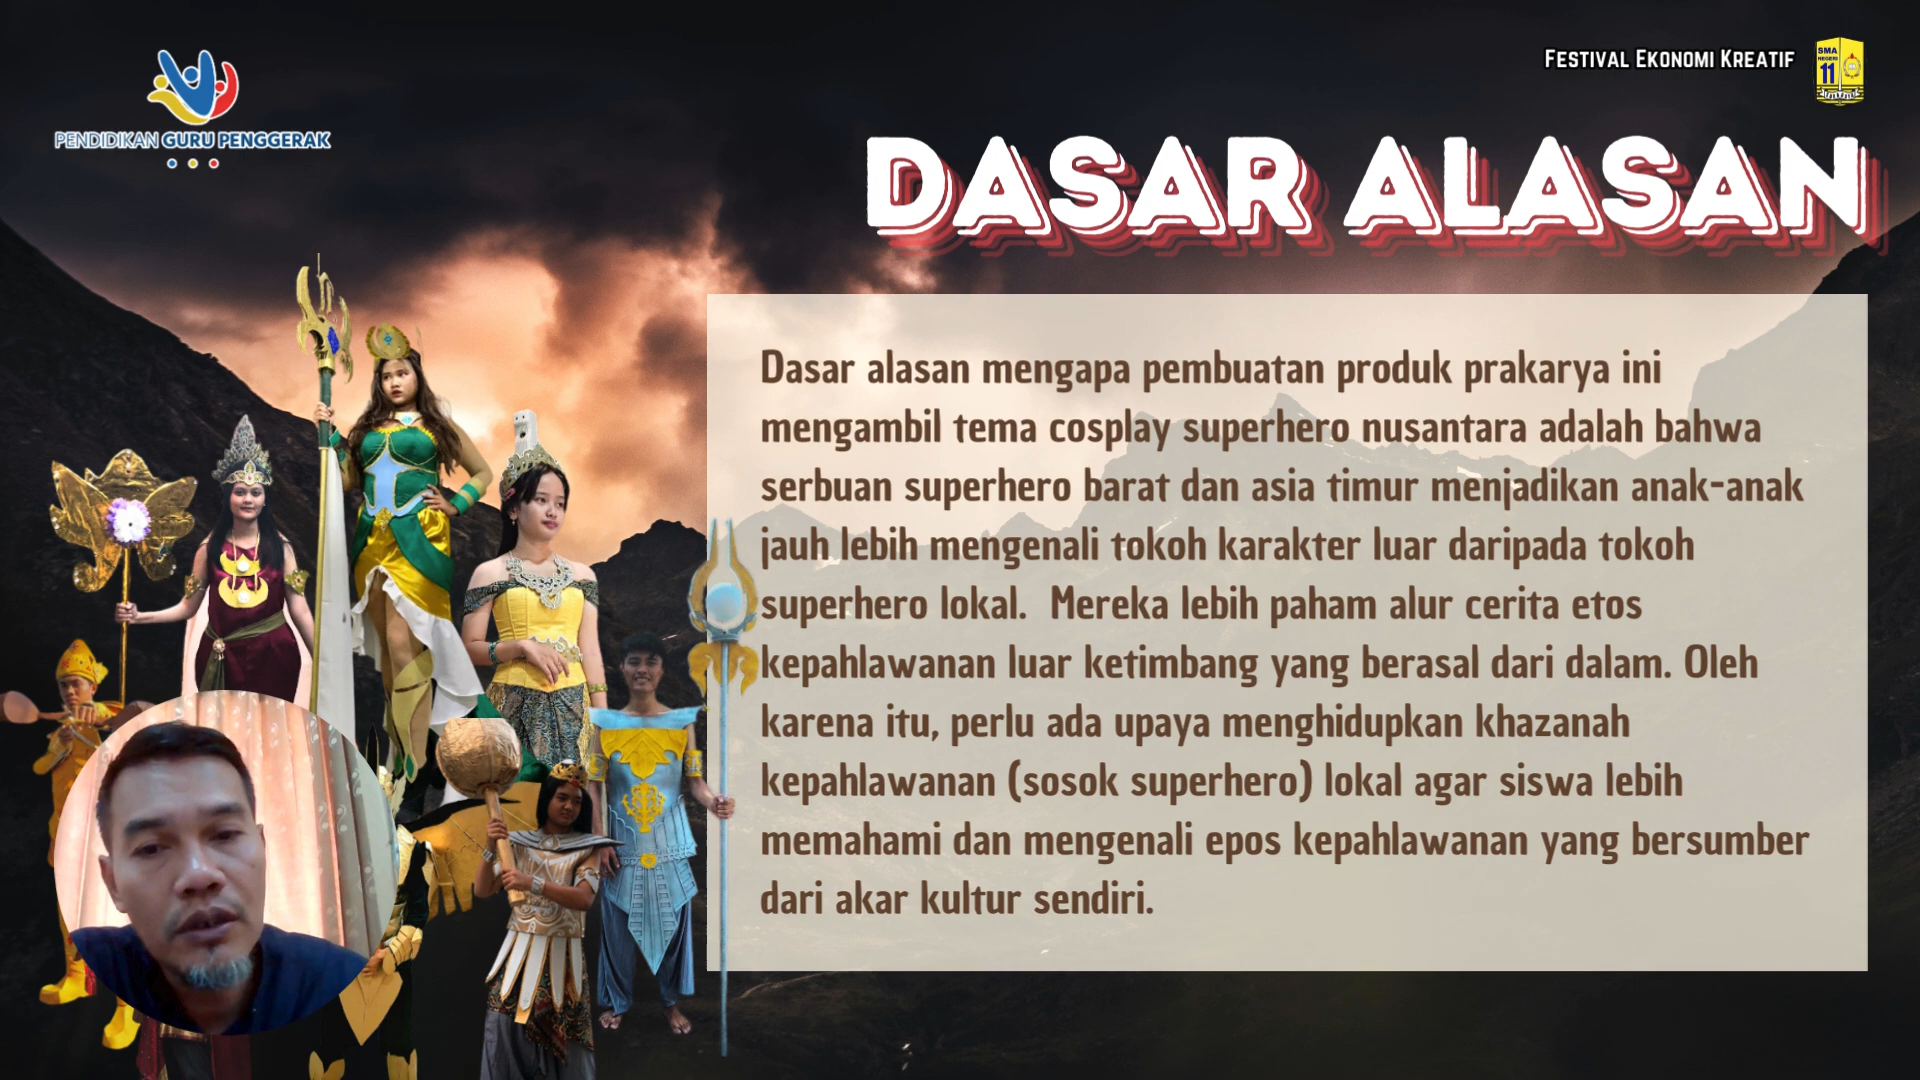 PENDIDIKAN GURU PENGGERAK
FESTIVAL EKONOMI KREATIF
SMA
NEGERI
11
DASAR ALASAN
Dasar alasan mengapa pembuatan produk prakarya ini
mengambil tema cosplay superhero nusantara adalah bahwa
serbuan superhero barat dan asia timur menjadikan anak-anak
jauh lebih mengenali tokoh karakter luar daripada tokoh
superhero lokal.  Mereka lebih paham alur cerita etos
kepahlawanan luar ketimbang yang berasal dari dalam. Oleh
karena itu, perlu ada upaya menghidupkan khazanah
kepahlawanan (sosok superhero) lokal agar siswa lebih
memahami dan mengenali epos kepahlawanan yang bersumber
dari akar kultur sendiri.